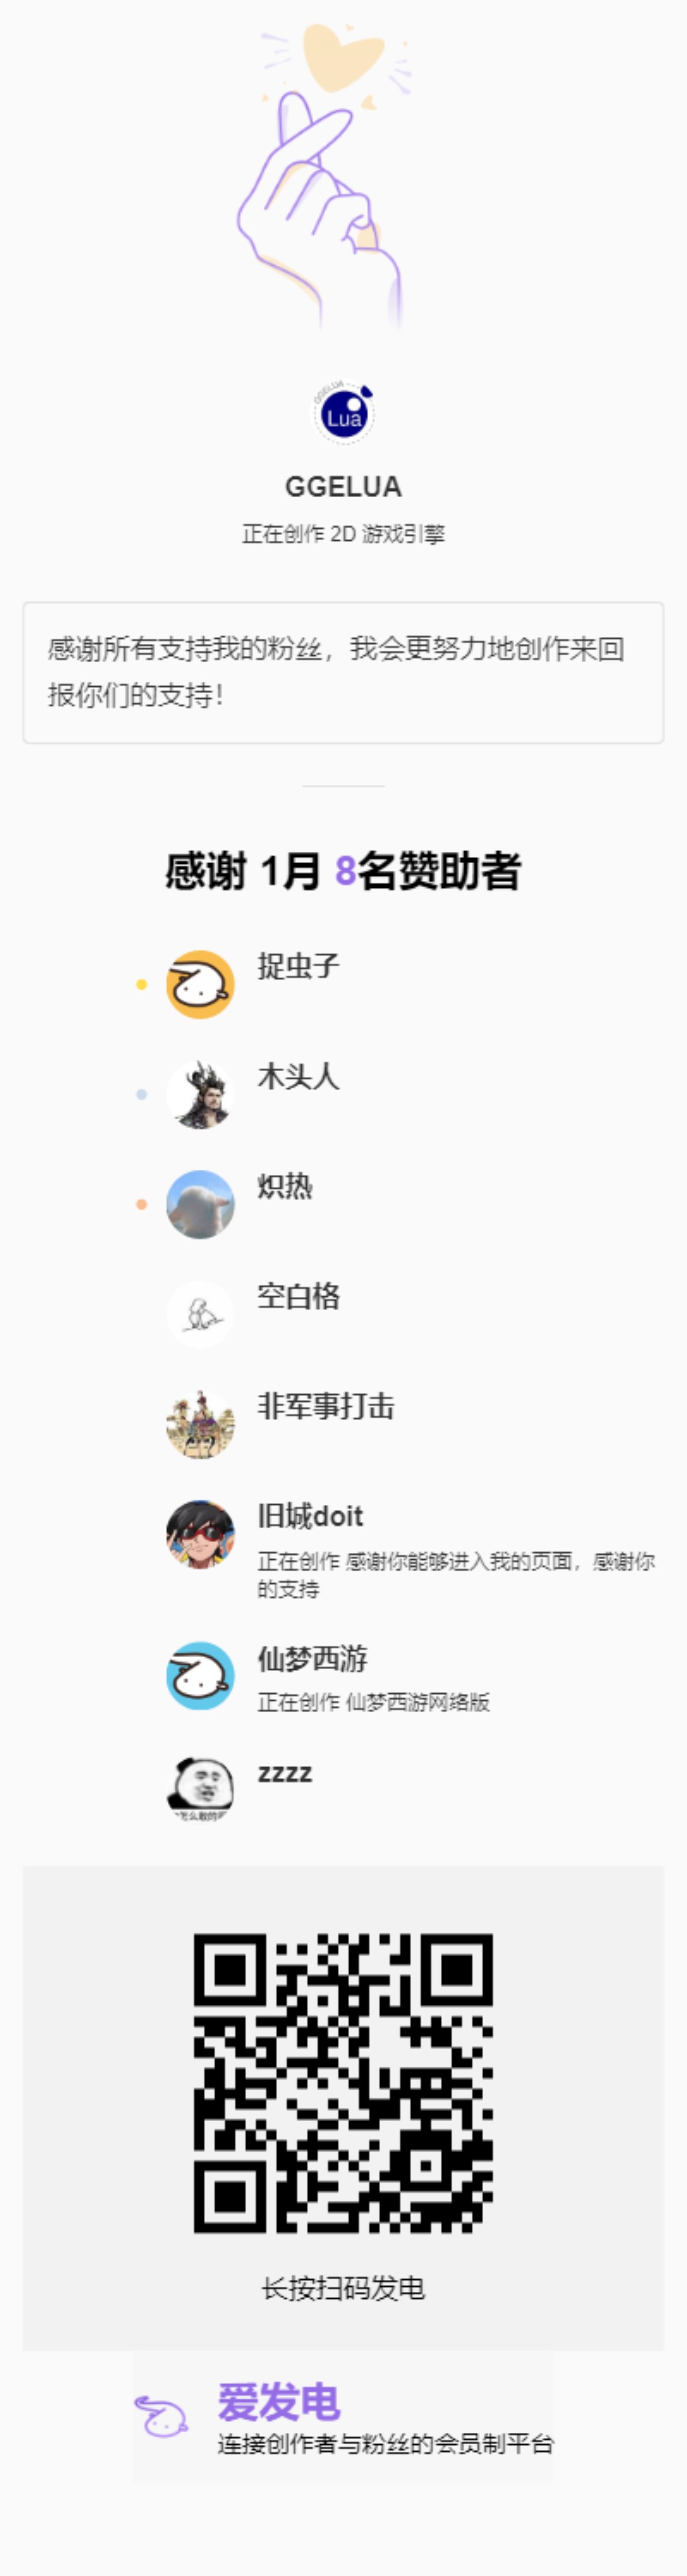 GGELUA
Lua
GGELUA
正在创作 2D 游戏引擎
感谢所有支持我的粉丝，我会更努力地创作来回
报你们的支持！
感谢 1月 8名赞助者
捉虫子
木头人
炽热
空白格
非军事打击
旧城doit
正在创作 感谢你能够进入我的页面，感谢你
的支持
仙梦西游
正在创作 仙梦西游网络版
zzzz
怎么敢的
长按扫码发电
爱发电
连接创作者与粉丝的会员制平台